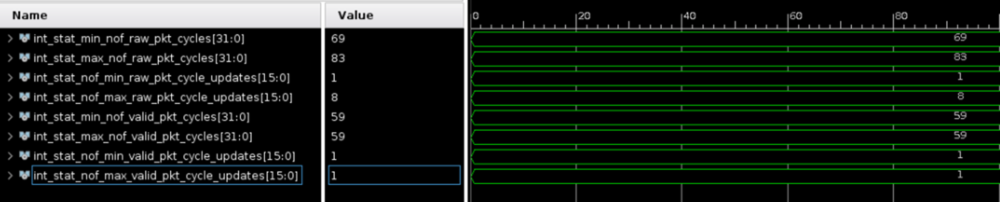 Name Value 0 20 40 60 80
int_stat_min_nof_raw_pkt_cycles[31:0] 69 69
int_stat_max_nof_raw_pkt_cycles[31:0] 83 83
int_stat_nof_min_raw_pkt_cycle_updates[15:0] 1 1
int_stat_nof_max_raw_pkt_cycle_updates[15:0] 8 8
int_stat_min_nof_valid_pkt_cycles[31:0] 59 59
int_stat_max_nof_valid_pkt_cycles[31:0] 59 59
int_stat_nof_min_valid_pkt_cycle_updates[15:0] 1 1
int_stat_nof_max_valid_pkt_cycle_updates[15:0] 1 1